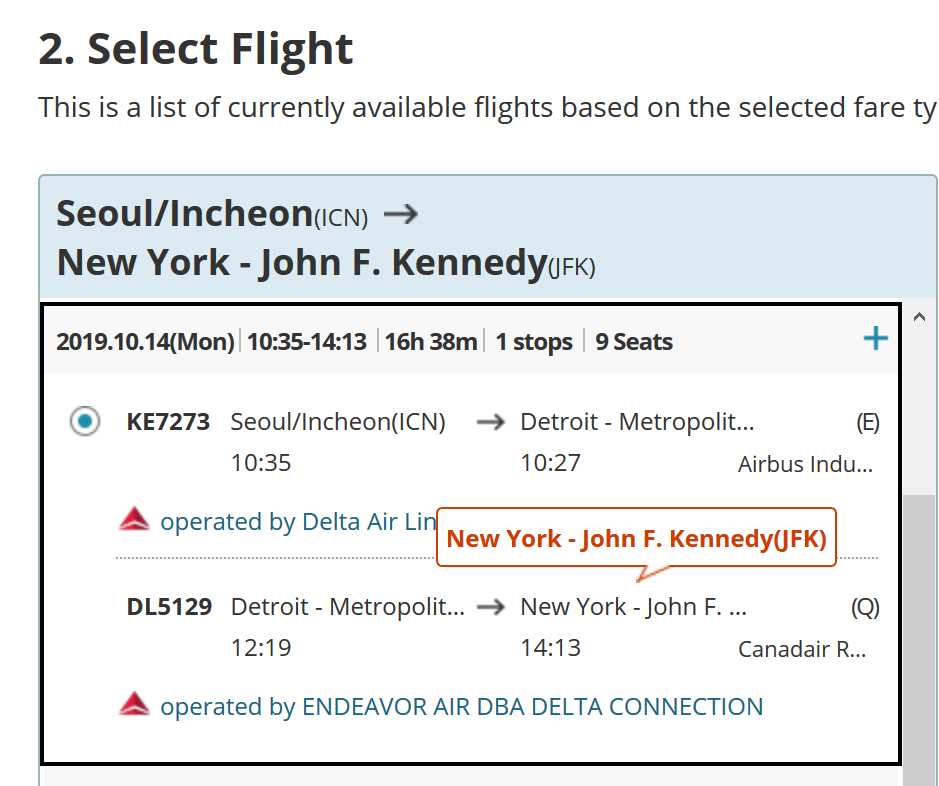 2. Select Flight
This is a list of currently available flights based on the selected fare ty
Seoul/Incheon(ICN) →
New York - John F. Kennedy(JFK)
2019.10.14(Mon) | 10:35-14:13 | 16h 38m | 1 stops | 9 Seats +
KE7273 Seoul/Incheon(ICN) → Detroit - Metropolit... (E)
10:35 10:27 Airbus Indu...
operated by Delta Air Lin
New York - John F. Kennedy(JFK)
DL5129 Detroit - Metropolit... → New York - John F. ... (Q)
12:19 14:13 Canadair R...
operated by ENDEAVOR AIR DBA DELTA CONNECTION